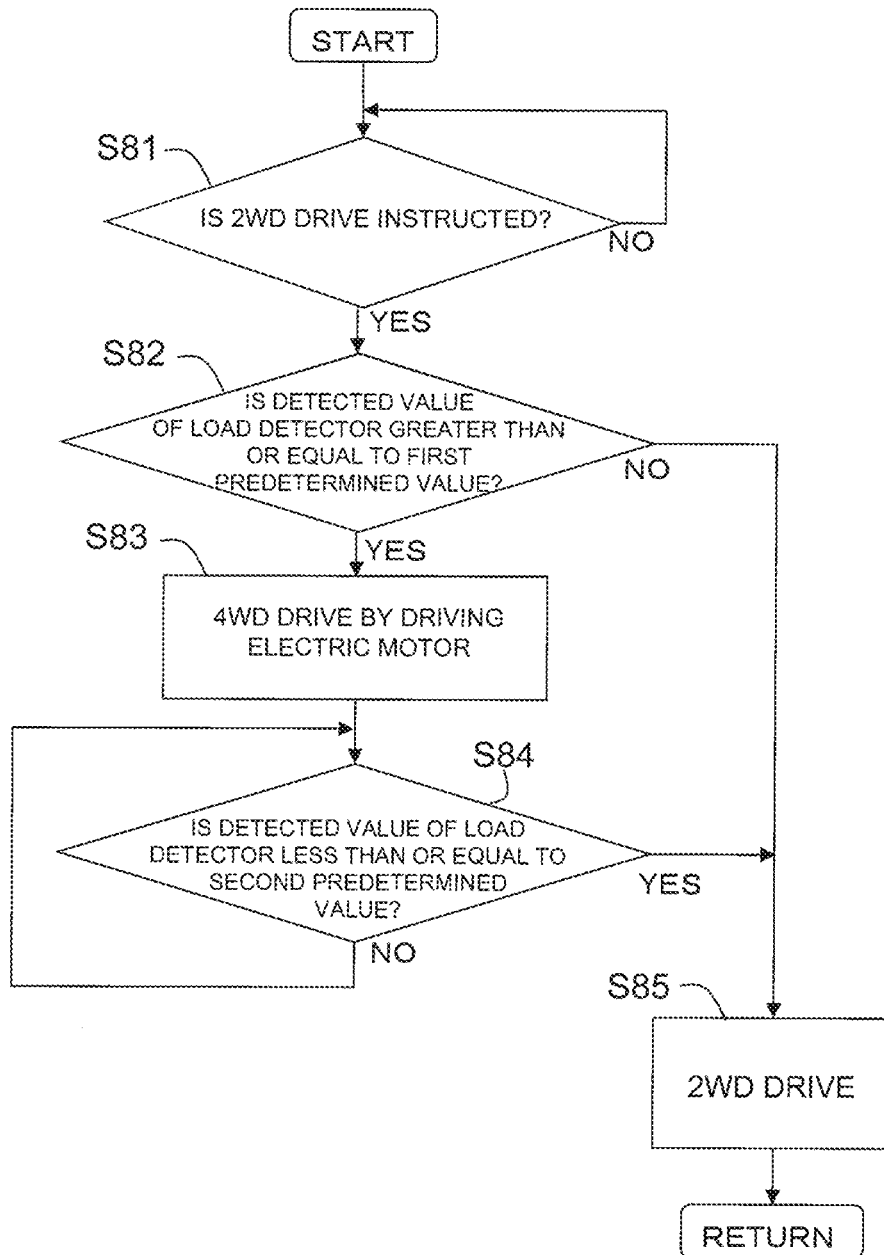 START
S81
IS 2WD DRIVE INSTRUCTED?
NO
YES
S82
IS DETECTED VALUE
OF LOAD DETECTOR GREATER THAN
OR EQUAL TO FIRST
PREDETERMINED VALUE?
NO
YES
S83
4WD DRIVE BY DRIVING
ELECTRIC MOTOR
S84
IS DETECTED VALUE OF LOAD
DETECTOR LESS THAN OR EQUAL TO
SECOND PREDETERMINED
VALUE?
YES
NO
S85
2WD DRIVE
RETURN